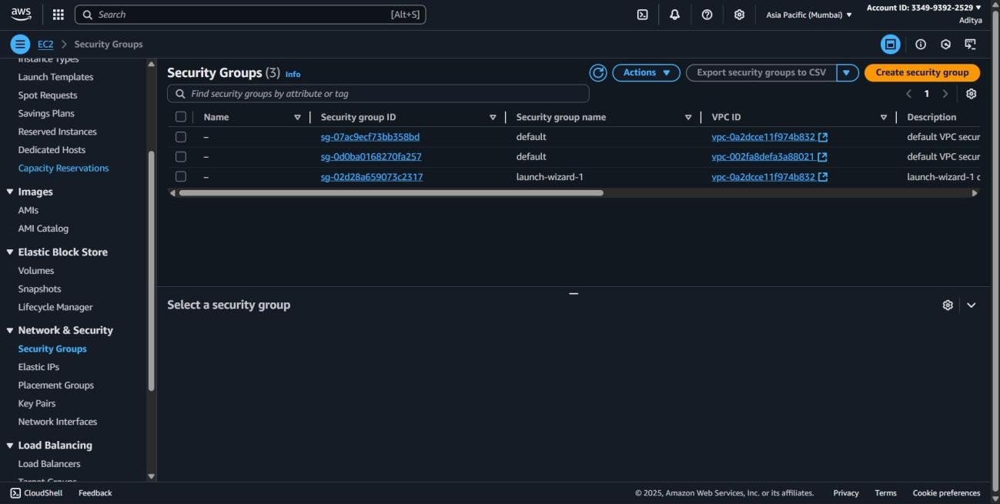 aws Search [Alt+S] Asia Pacific (Mumbai) Account ID: 3349-9392-2529
Aditya
EC2 > Security Groups
Instance Types
Launch Templates
Spot Requests
Savings Plans
Reserved Instances
Dedicated Hosts
Capacity Reservations
Images
AMIs
AMI Catalog
Elastic Block Store
Volumes
Snapshots
Lifecycle Manager
Network & Security
Security Groups
Elastic IPs
Placement Groups
Key Pairs
Network Interfaces
Load Balancing
Load Balancers
Target Groups
Security Groups (3) Info Actions Export security groups to CSV Create security group
Find security groups by attribute or tag 1
Name Security group ID Security group name VPC ID Description
– sg-07ac9ecf73bb358bd default vpc-0a2dcce11f974b832 default VPC secur
– sg-0d0ba0168270fa257 default vpc-002fa8defa3a88021 default VPC secur
– sg-02d28a659073c2317 launch-wizard-1 vpc-0a2dcce11f974b832 launch-wizard-1 c
Select a security group
CloudShell Feedback © 2025, Amazon Web Services, Inc. or its affiliates. Privacy Terms Cookie preferences